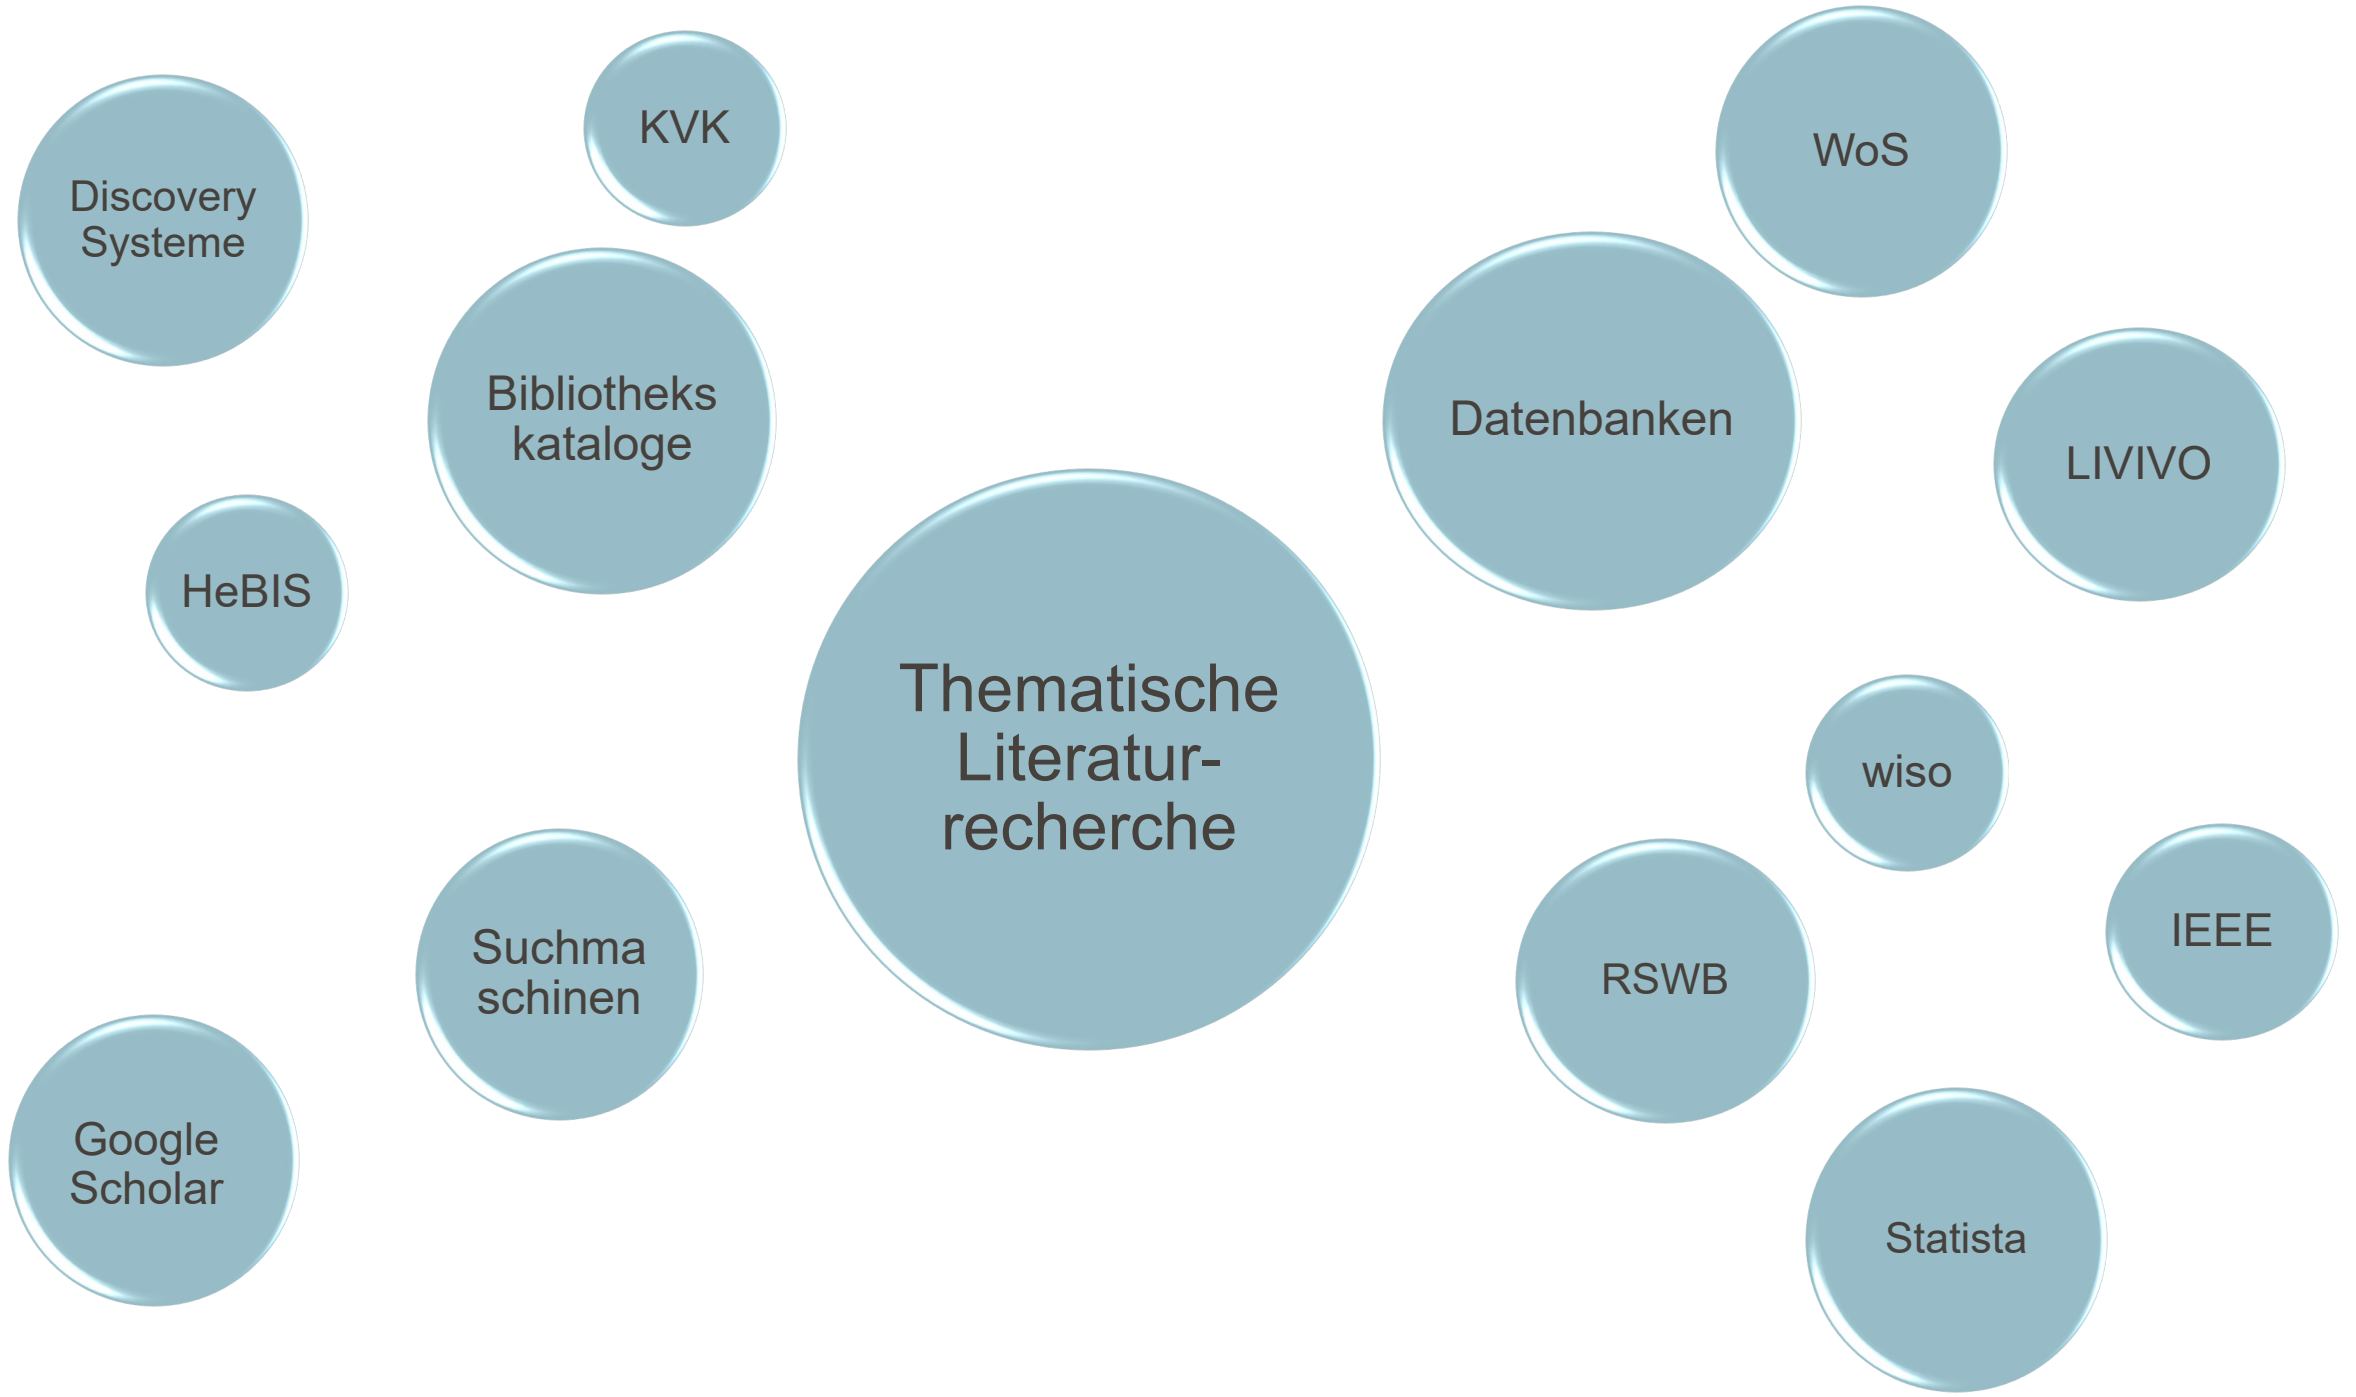 KVK
WoS
Discovery
Systeme
Bibliotheks
kataloge
Datenbanken
LIVIVO
HeBIS
Thematische
Literatur-
recherche
wiso
Suchma
schinen
RSWB
IEEE
Google
Scholar
Statista